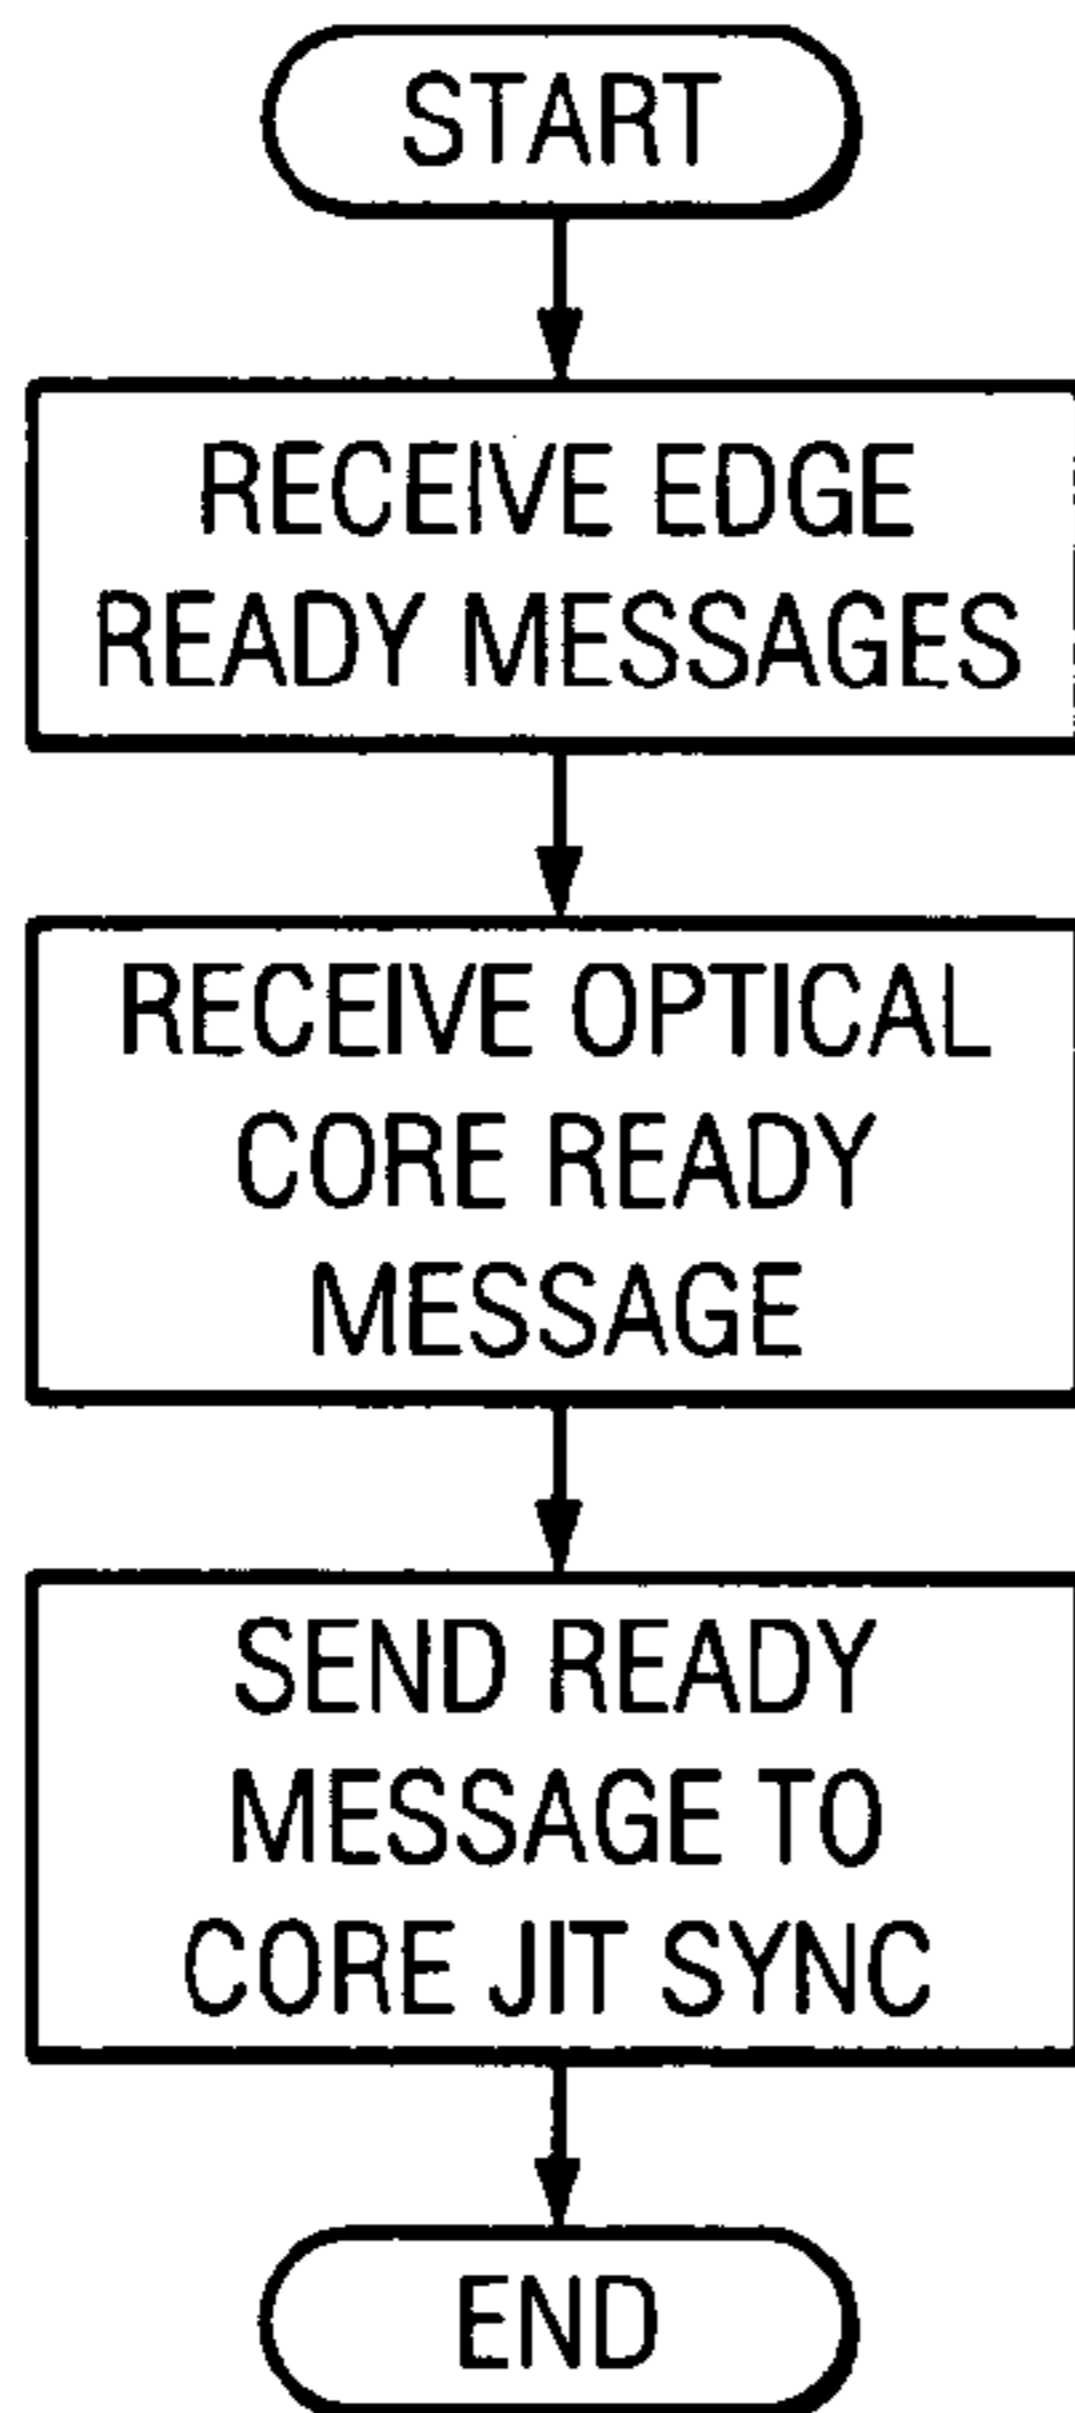 START
RECEIVE EDGE
READY MESSAGES
RECEIVE OPTICAL
CORE READY
MESSAGE
SEND READY
MESSAGE TO
CORE JIT SYNC
END